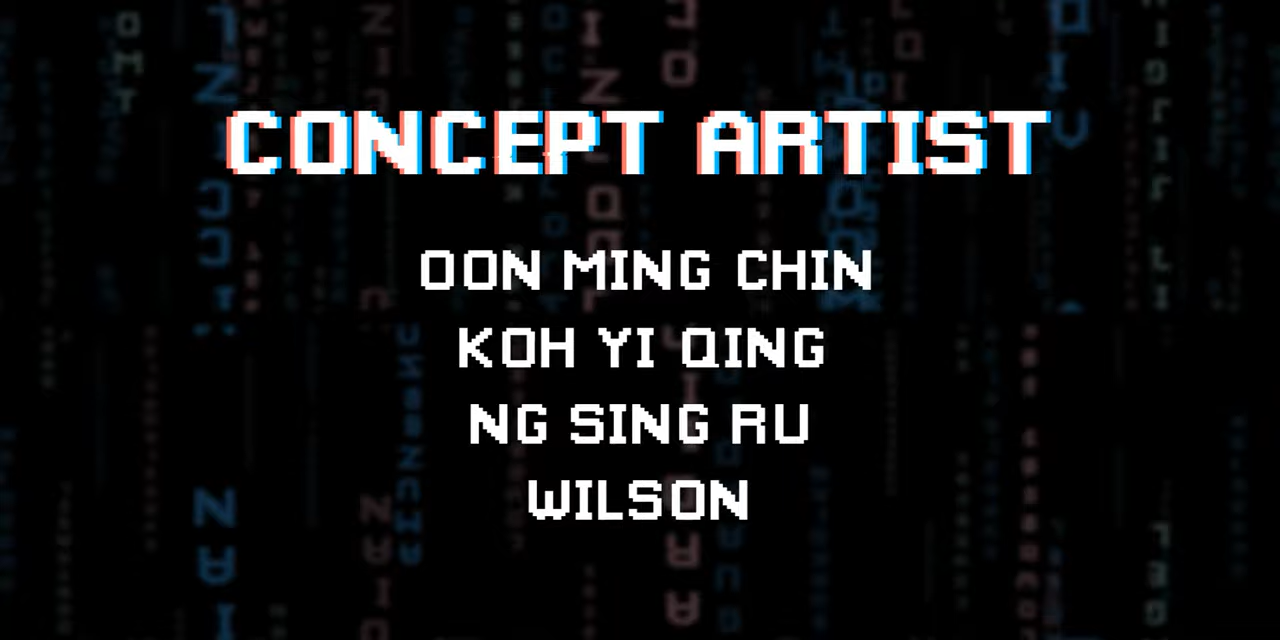 CONCEPT ARTIST
OON MING CHIN
KOH YI QING
NG SING RU
WILSON